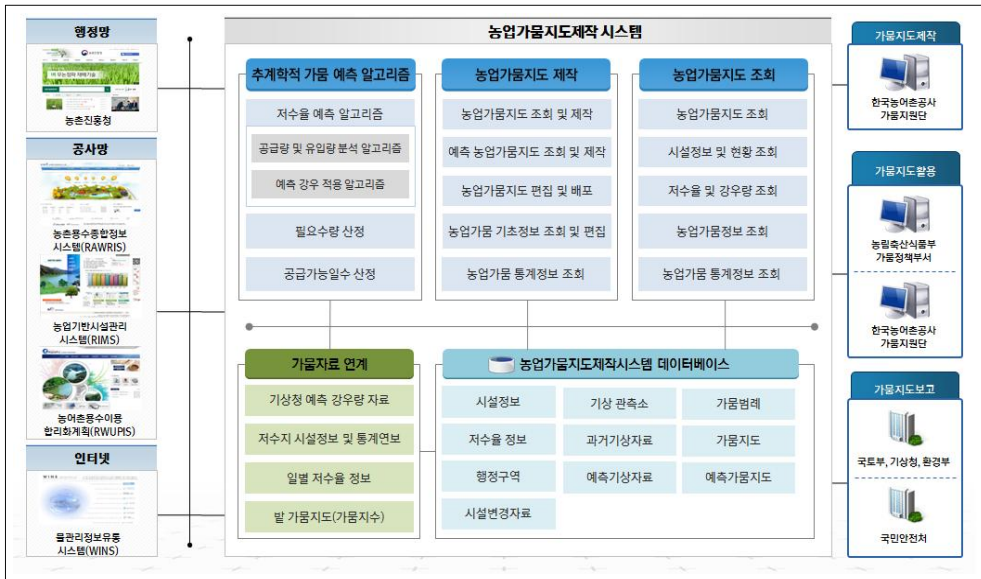 행정망
농촌진흥청
공사망
농촌용수종합정보
시스템(RAWRIS)
농업기반시설관리
시스템(RIMS)
농어촌용수이용
합리화계획(RWUPIS)
인터넷
WINS
물관리정보유통
시스템(WINS)
농업가뭄지도제작 시스템
추계학적 가뭄 예측 알고리즘
저수율 예측 알고리즘
공급량 및 유입량 분석 알고리즘
예측 강우 적용 알고리즘
필요수량 산정
공급가능일수 산정
농업가뭄지도 제작
농업가뭄지도 조회 및 제작
예측 농업가뭄지도 조회 및 제작
농업가뭄지도 편집 및 배포
농업가뭄 기초정보 조회 및 편집
농업가뭄 통계정보 조회
농업가뭄지도 조회
농업가뭄지도 조회
시설정보 및 현황 조회
저수율 및 강우량 조회
농업가뭄정보 조회
농업가뭄 통계정보 조회
가뭄자료 연계
기상청 예측 강우량 자료
저수지 시설정보 및 통계연보
일별 저수율 정보
밭 가뭄지도(가뭄지수)
농업가뭄지도제작시스템 데이터베이스
시설정보
기상 관측소
가뭄범례
저수율 정보
과거기상자료
가뭄지도
행정구역
예측기상자료
예측가뭄지도
시설변경자료
가뭄지도제작
한국농어촌공사
가뭄지원단
가뭄지도활용
농림축산식품부
가뭄정책부서
한국농어촌공사
가뭄지원단
가뭄지도보고
국토부, 기상청, 환경부
국민안전처